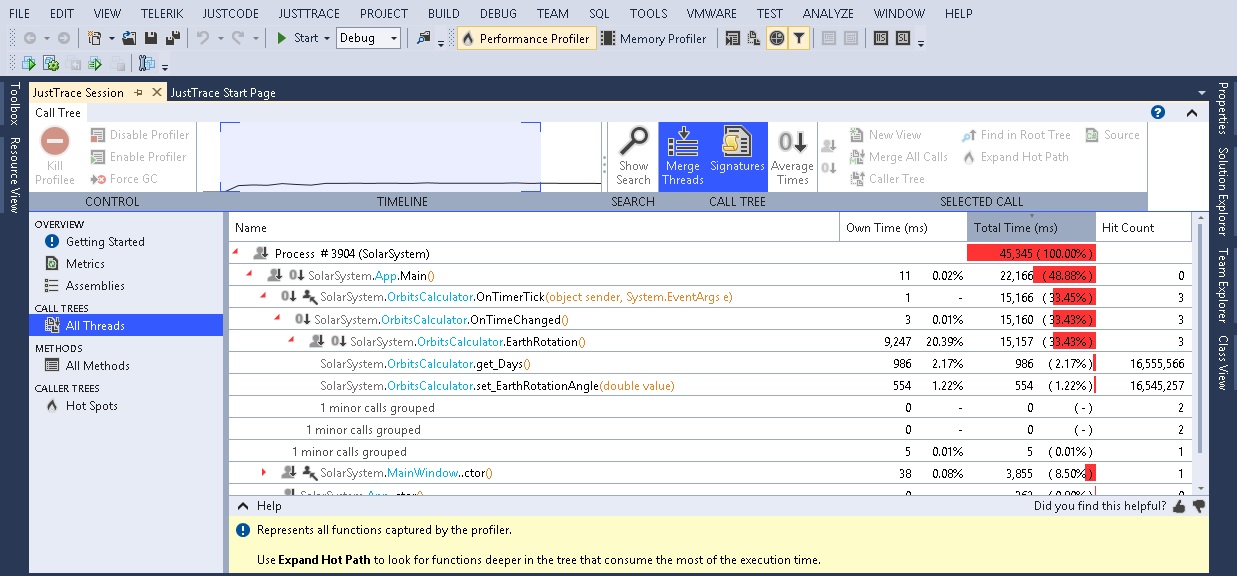 FILE EDIT VIEW TELERIK JUSTCODE JUSTTRACE PROJECT BUILD DEBUG TEAM SQL TOOLS VMWARE TEST ANALYZE WINDOW HELP
Start Debug Performance Profiler Memory Profiler
Toolbox
Resource View
JustTrace Session JustTrace Start Page
Call Tree
Kill Profilee
Disable Profiler
Enable Profiler
Force GC
Show Search
Merge Threads
Signatures
Average Times
New View
Merge All Calls
Caller Tree
Find in Root Tree
Expand Hot Path
Source
CONTROL TIMELINE SEARCH CALL TREE SELECTED CALL
OVERVIEW
Getting Started
Metrics
Assemblies
CALL TREES
All Threads
METHODS
All Methods
CALLER TREES
Hot Spots
Name Own Time (ms) Total Time (ms) Hit Count
Process # 3904 (SolarSystem) 45,345 (100.00%)
SolarSystem.App.Main() 11 0.02% 22,166 (48.88%) 0
SolarSystem.OrbitsCalculator.OnTimerTick(object sender, System.EventArgs e) 1 - 15,166 (33.45%) 3
SolarSystem.OrbitsCalculator.OnTimeChanged() 3 0.01% 15,160 (33.43%) 3
SolarSystem.OrbitsCalculator.EarthRotation() 9,247 20.39% 15,157 (33.43%) 3
SolarSystem.OrbitsCalculator.get_Days() 986 2.17% 986 (2.17%) 16,555,566
SolarSystem.OrbitsCalculator.set_EarthRotationAngle(double value) 554 1.22% 554 (1.22%) 16,545,257
1 minor calls grouped 0 - 0 (-) 2
1 minor calls grouped 0 - 0 (-) 2
1 minor calls grouped 5 0.01% 5 (0.01%) 1
SolarSystem.MainWindow..ctor() 38 0.08% 3,855 (8.50%) 1
SolarSystem.App..ctor()
Help Did you find this helpful?
Represents all functions captured by the profiler.
Use Expand Hot Path to look for functions deeper in the tree that consume the most of the execution time.
Properties
Solution Explorer
Team Explorer
Class View